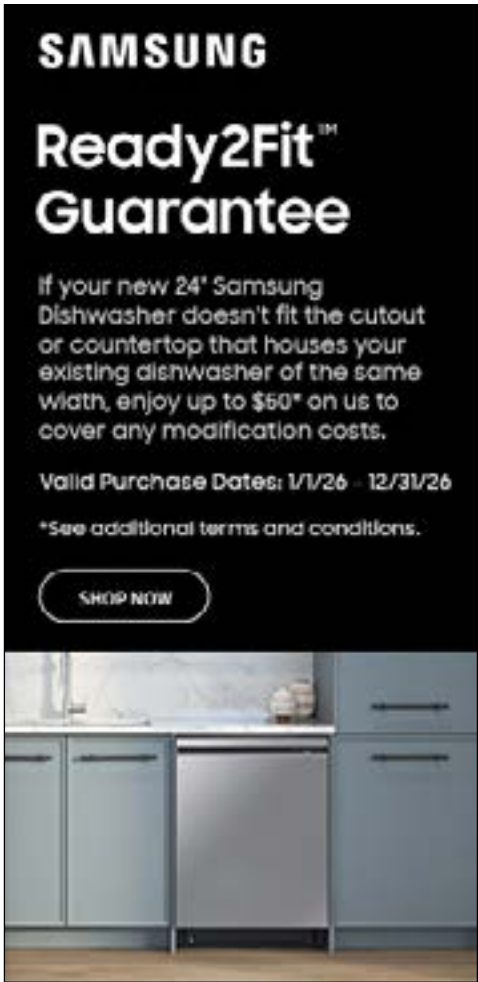 SAMSUNG
Ready2Fit™
Guarantee
If your new 24" Samsung
Dishwasher doesn't fit the cutout
or countertop that houses your
existing dishwasher of the same
width, enjoy up to $50* on us to
cover any modification costs.
Valid Purchase Dates: 1/1/26 - 12/31/26
*See additional terms and conditions.
SHOP NOW